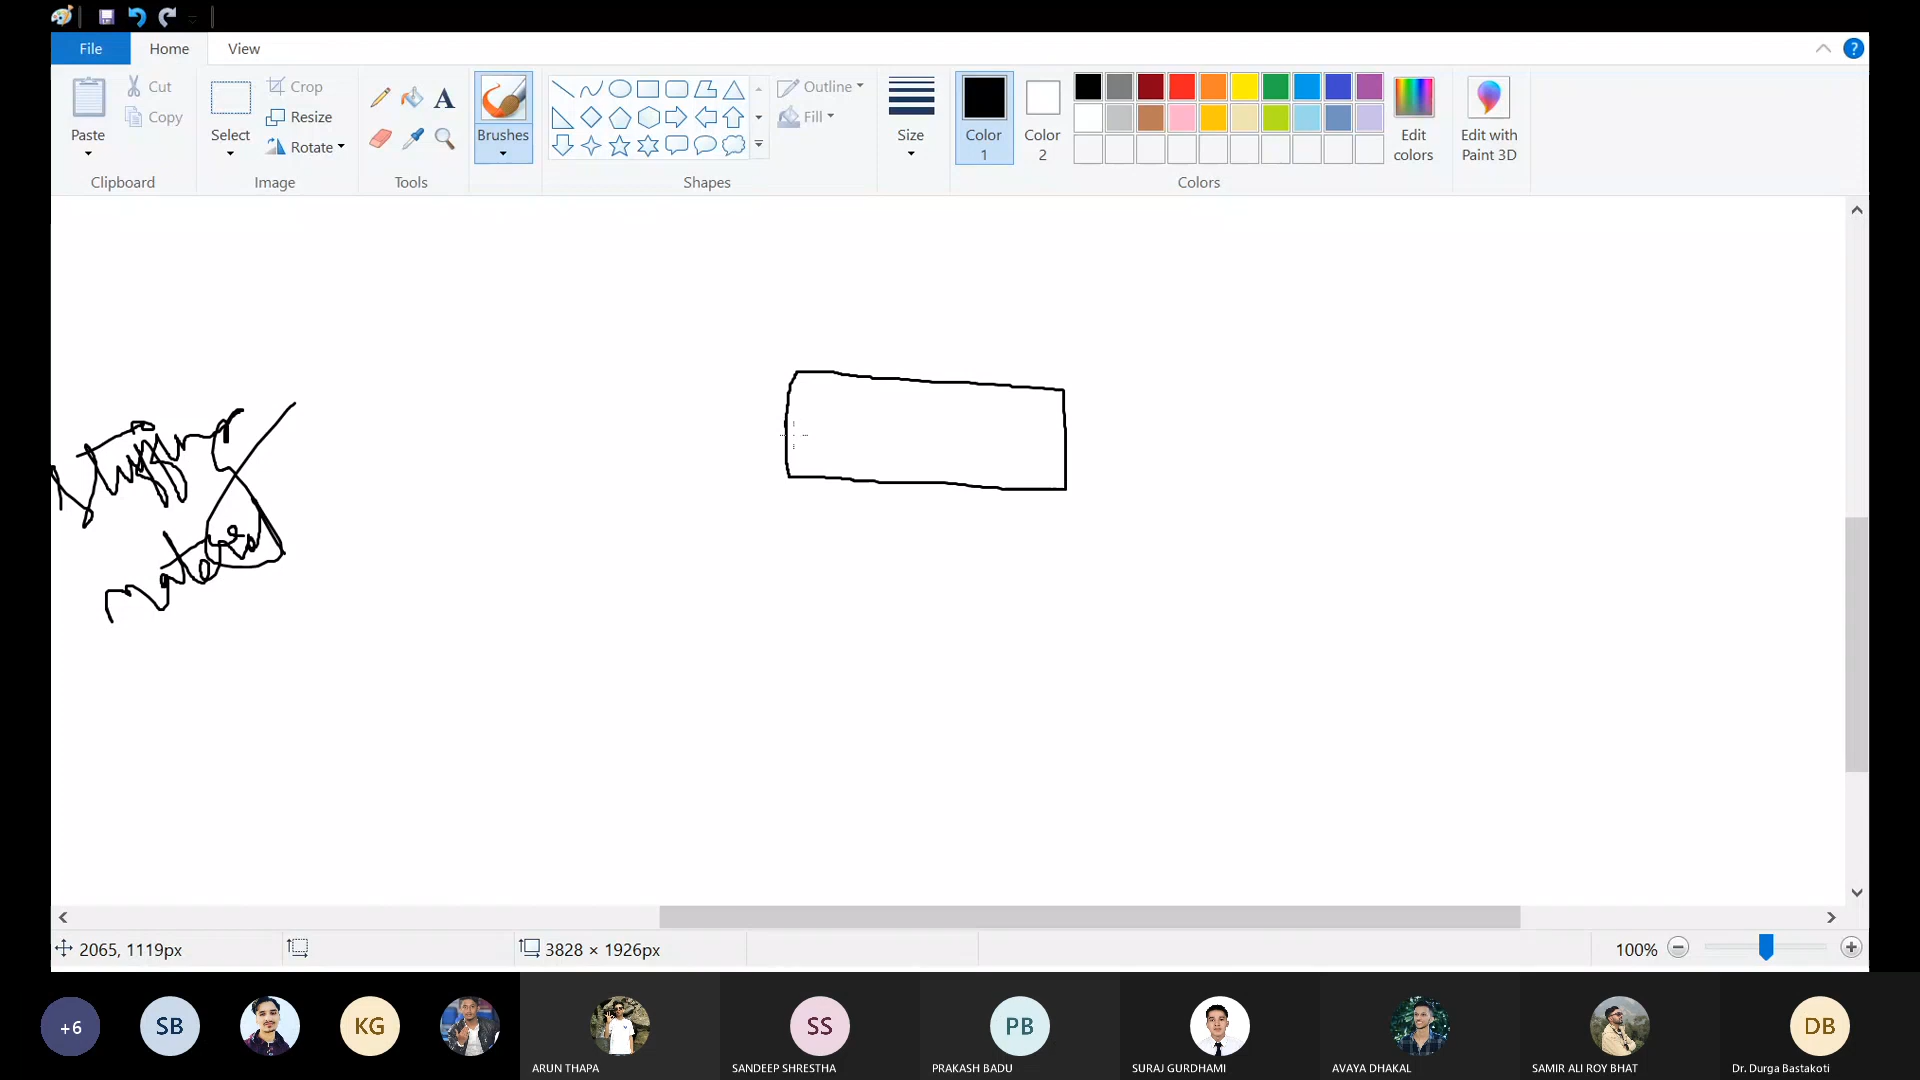 File Home View
Paste
Cut
Copy
Clipboard
Select
Crop
Resize
Rotate
Image
Tools
Brushes
Shapes
Outline
Fill
Size
Color 1
Color 2
Edit colors
Colors
Edit with Paint 3D
material
2065, 1119px 3828 × 1926px 100%
+6 SB KG SS PB DB
ARUN THAPA SANDEEP SHRESTHA PRAKASH BADU SURAJ GURDHAMI AVAYA DHAKAL SAMIR ALI ROY BHAT Dr. Durga Bastakoti